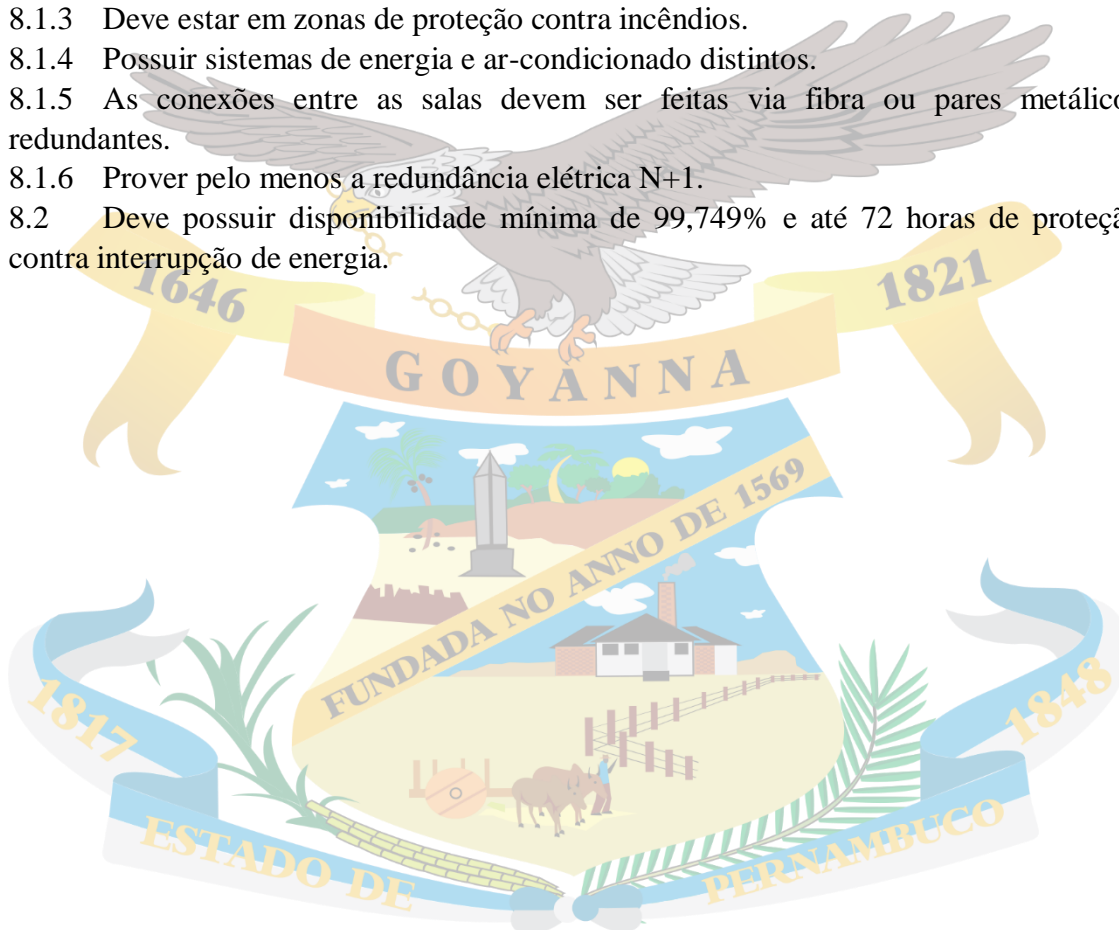 8.1.3 Deve estar em zonas de proteção contra incêndios.
8.1.4 Possuir sistemas de energia e ar-condicionado distintos.
8.1.5 As conexões entre as salas devem ser feitas via fibra ou pares metálico
redundantes.
8.1.6 Prover pelo menos a redundância elétrica N+1.
8.2 Deve possuir disponibilidade mínima de 99,749% e até 72 horas de proteçã
contra interrupção de energia.
1646
1821
GOYANNA
FUNDADA NO ANNO DE 1569
1817
1848
ESTADO DE
PERNAMBUCO